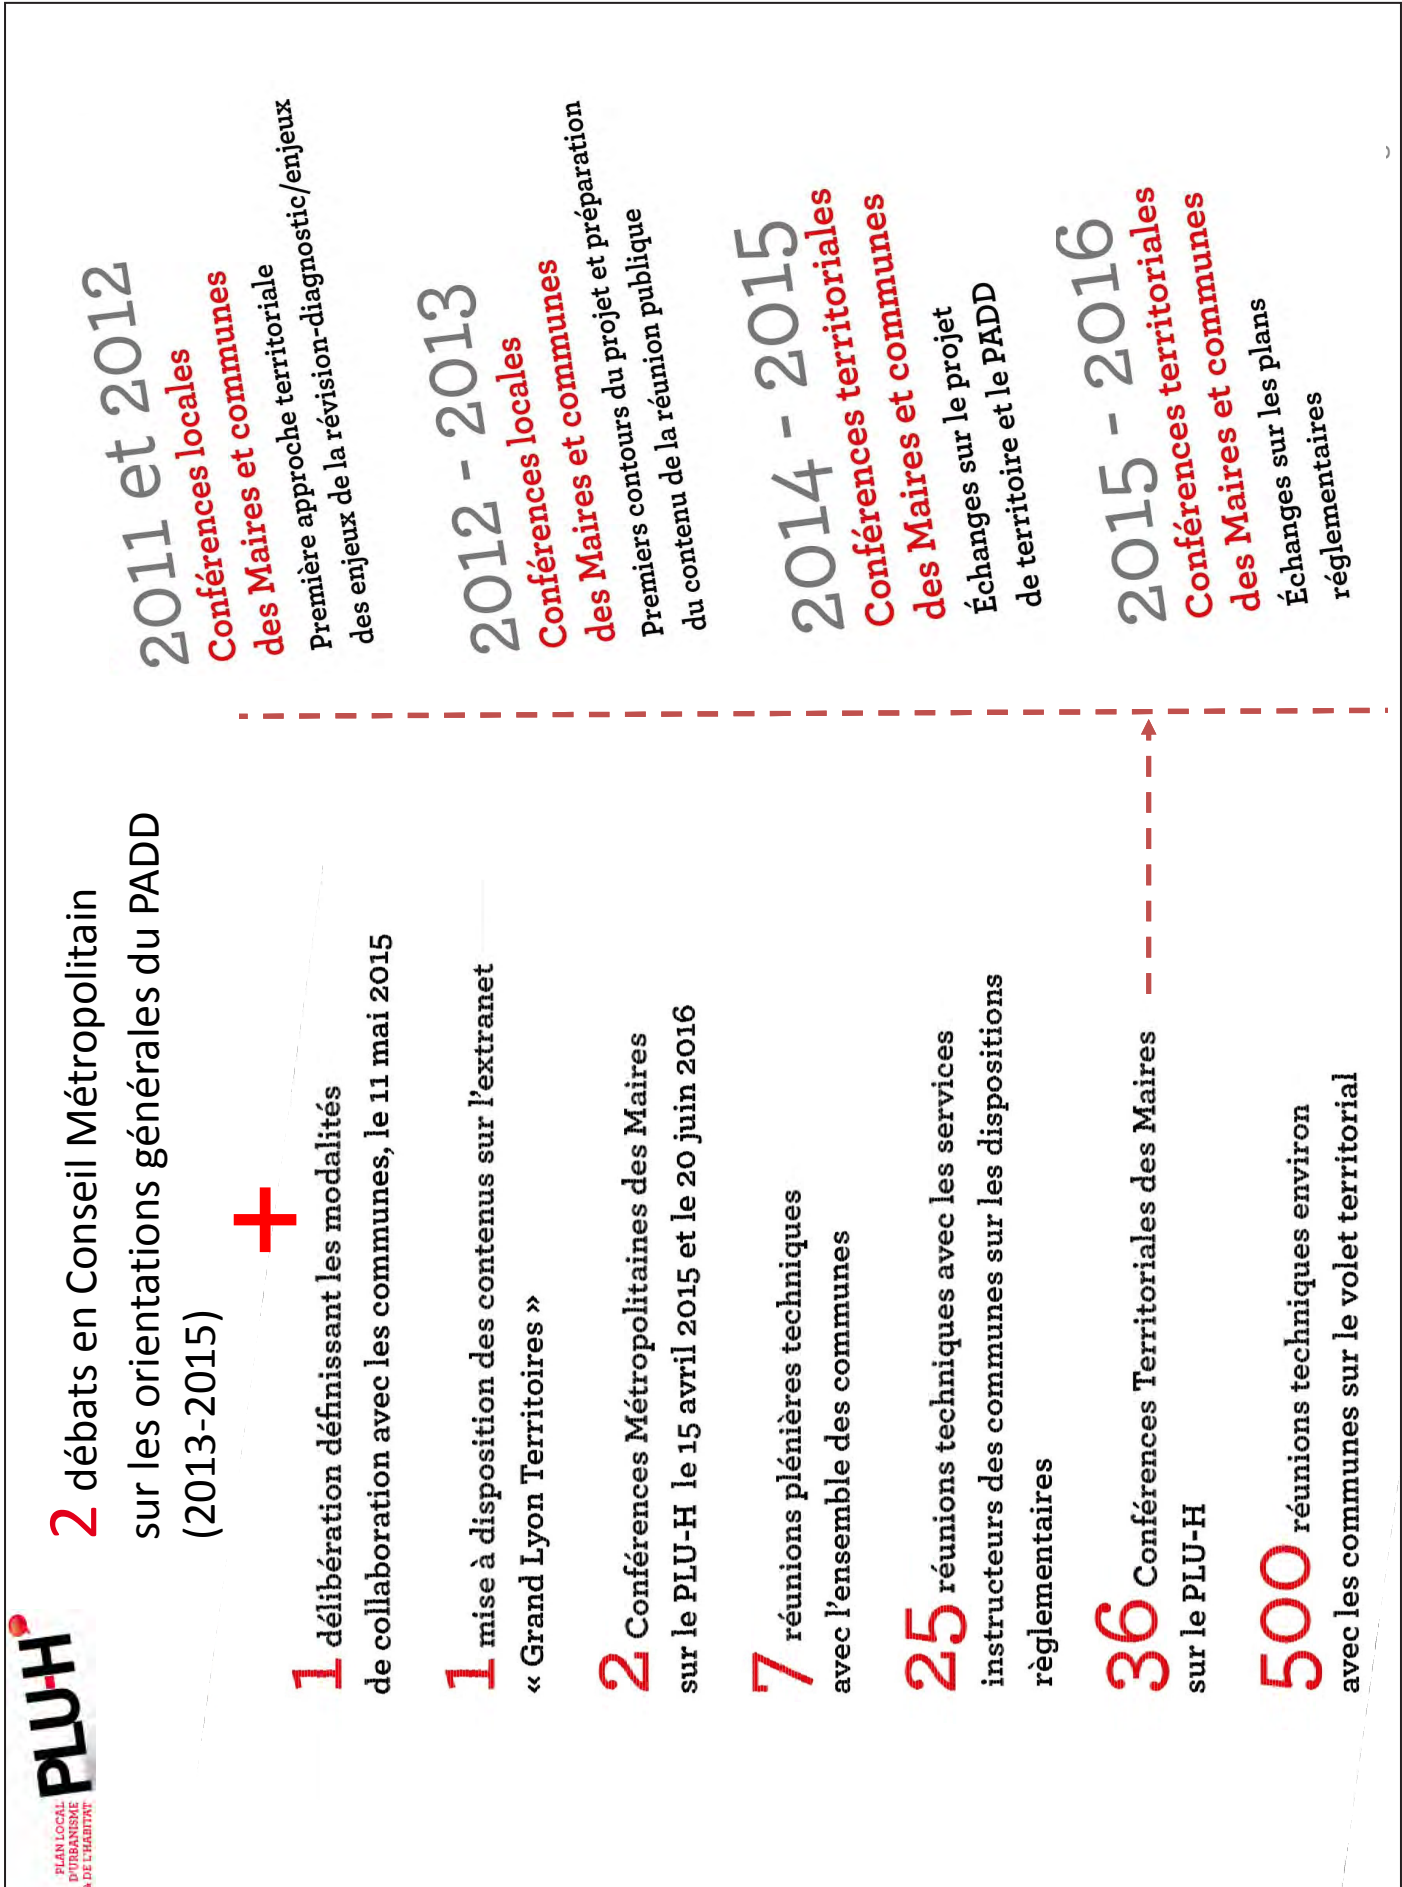 PLAN LOCAL
D'URBANISME
& DE L'HABITAT
PLU-H
2 débats en Conseil Métropolitain
sur les orientations générales du PADD
(2013-2015)
+
1 délibération définissant les modalités
de collaboration avec les communes, le 11 mai 2015
1 mise à disposition des contenus sur l'extranet
« Grand Lyon Territoires »
2 Conférences Métropolitaines des Maires
sur le PLU-H le 15 avril 2015 et le 20 juin 2016
7 réunions plénières techniques
avec l'ensemble des communes
25 réunions techniques avec les services
instructeurs des communes sur les dispositions
règlementaires
36 Conférences Territoriales des Maires
sur le PLU-H
500 réunions techniques environ
avec les communes sur le volet territorial
2011 et 2012
Conférences locales
des Maires et communes
Première approche territoriale
des enjeux de la révision-diagnostic/enjeux
2012 - 2013
Conférences locales
des Maires et communes
Premiers contours du projet et préparation
du contenu de la réunion publique
2014 - 2015
Conférences territoriales
des Maires et communes
Échanges sur le projet
de territoire et le PADD
2015 - 2016
Conférences territoriales
des Maires et communes
Échanges sur les plans
réglementaires